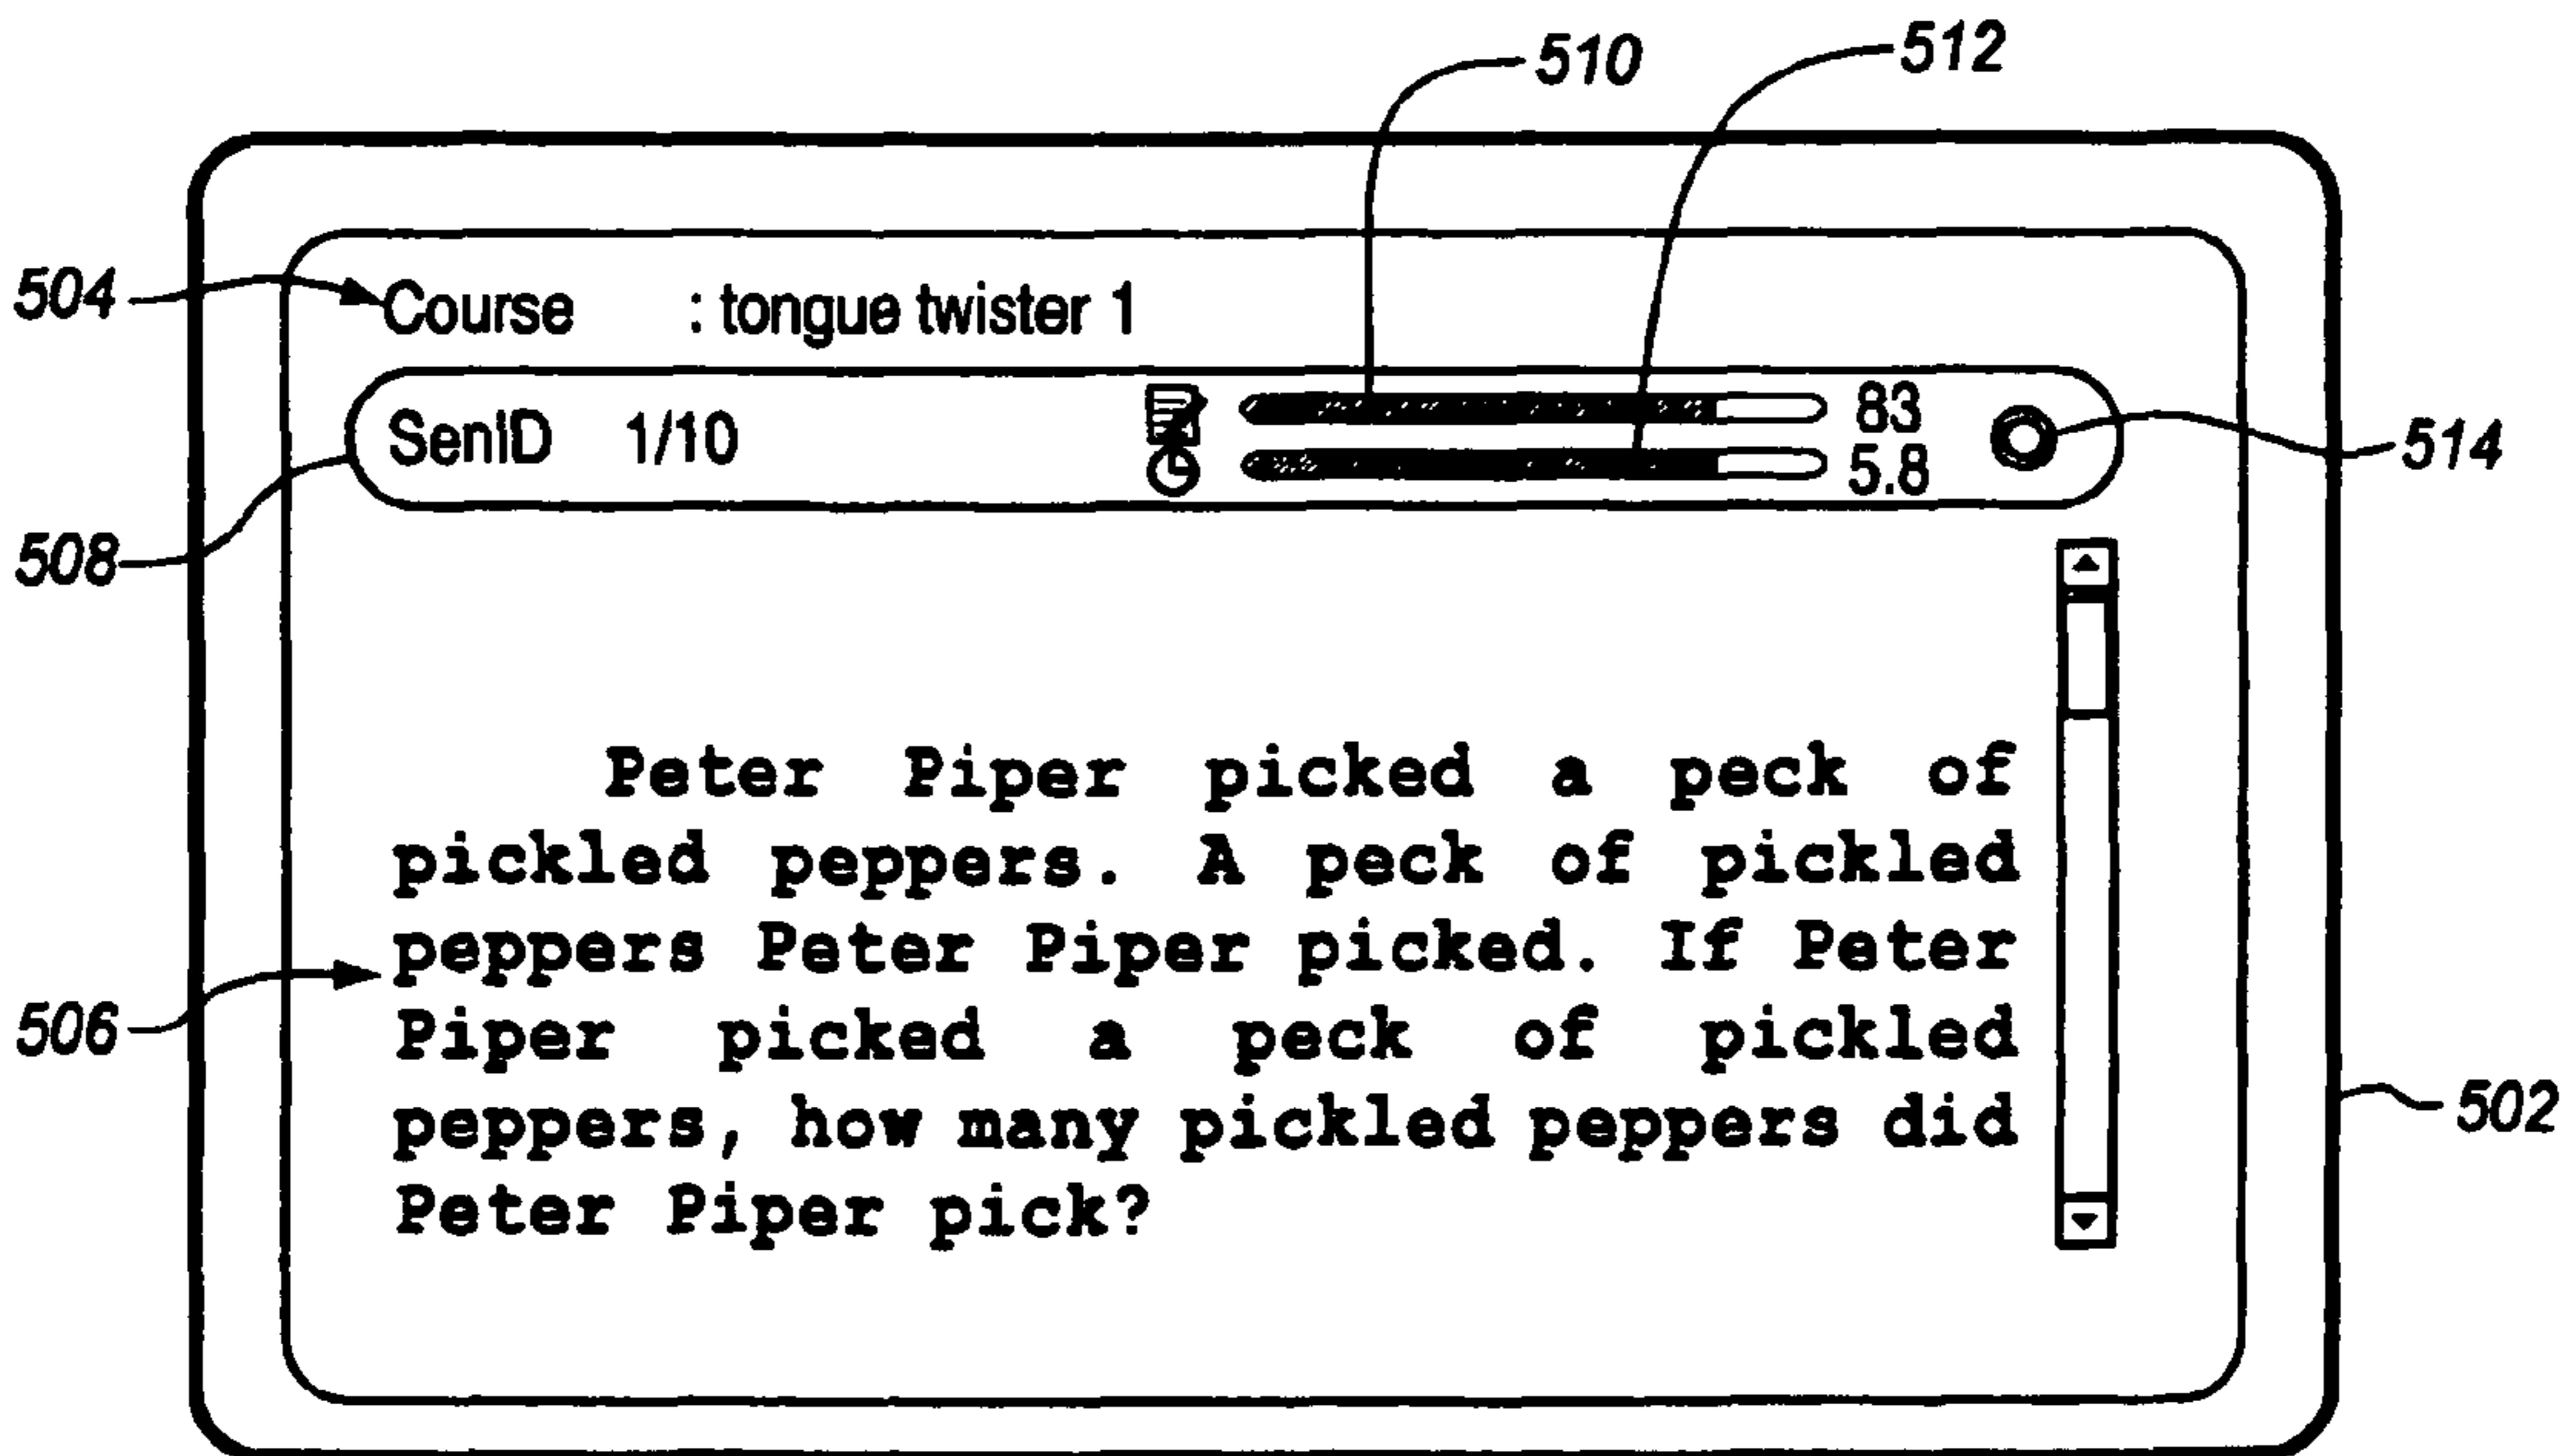 510
512
504
Course : tongue twister 1
SenID 1/10
83
5.8
514
508
Peter Piper picked a peck of
pickled peppers. A peck of pickled
peppers Peter Piper picked. If Peter
506
Piper picked a peck of pickled
peppers, how many pickled peppers did
502
Peter Piper pick?